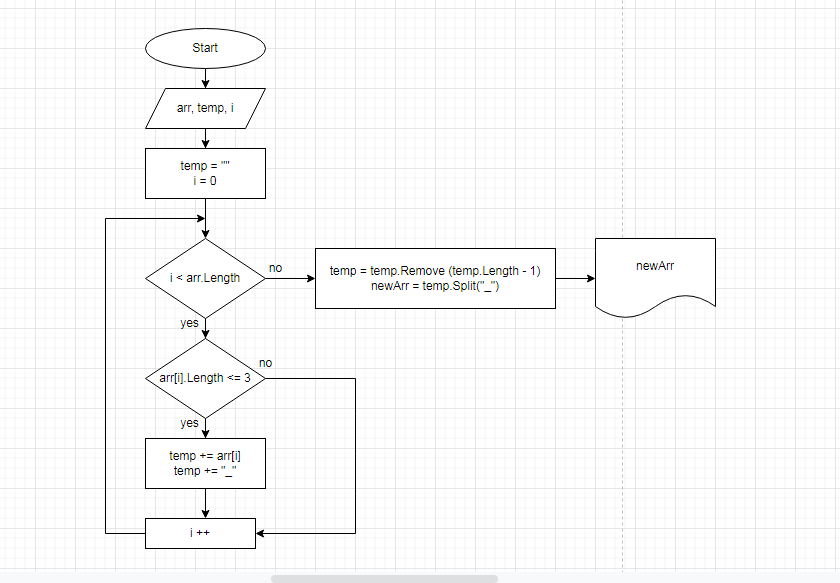 Start
arr, temp, i
temp = ""
i = 0
i < arr.Length
no
temp = temp.Remove (temp.Length - 1)
newArr = temp.Split("_")
newArr
yes
arr[i].Length <= 3
no
yes
temp += arr[i]
temp += "_"
i ++